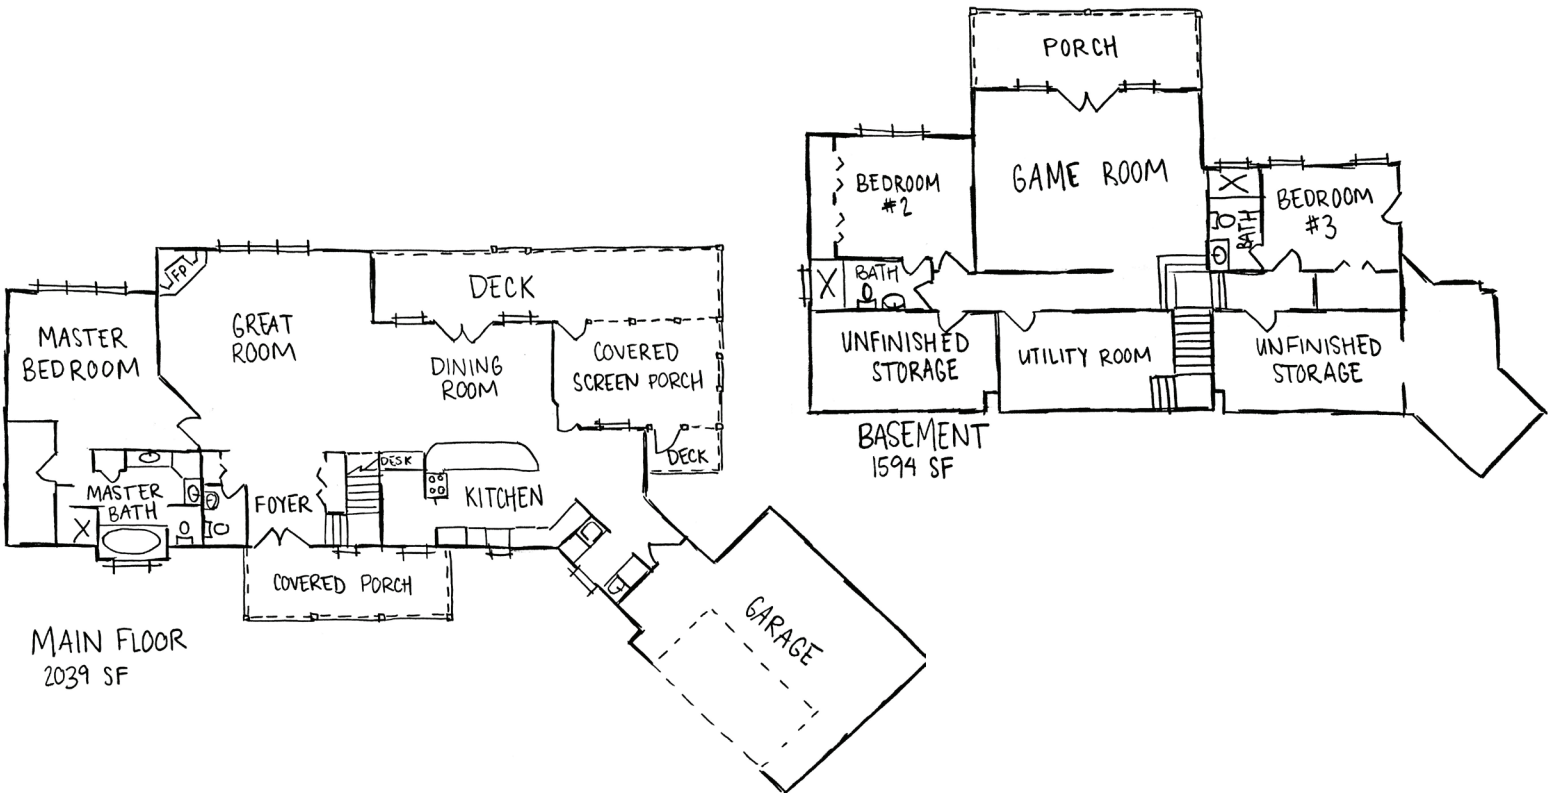 PORCH
GAME ROOM
BEDROOM
#2
BEDROOM
#3
BATH
BATH
UNFINISHED
STORAGE
UTILITY ROOM
UNFINISHED
STORAGE
BASEMENT
1594 SF
FP
DECK
MASTER
BEDROOM
GREAT
ROOM
DINING
ROOM
COVERED
SCREEN PORCH
DECK
DESK
MASTER
BATH
FOYER
KITCHEN
COVERED PORCH
GARAGE
MAIN FLOOR
2039 SF